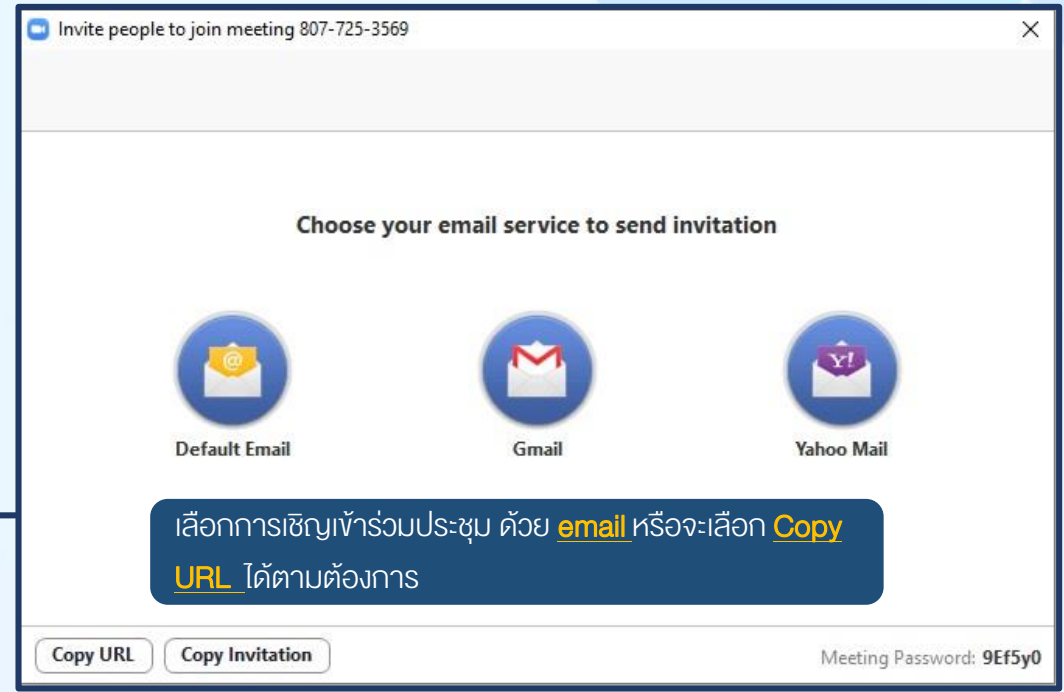 Invite people to join meeting 807-725-3569
Choose your email service to send invitation
@
Y!
Default Email
Gmail
Yahoo Mail
เลือกการเชิญเข้าร่วมประชุม ด้วย email หรือจะเลือก Copy
URL ได้ตามต้องการ
Copy URL
Copy Invitation
Meeting Password: 9Ef5y0